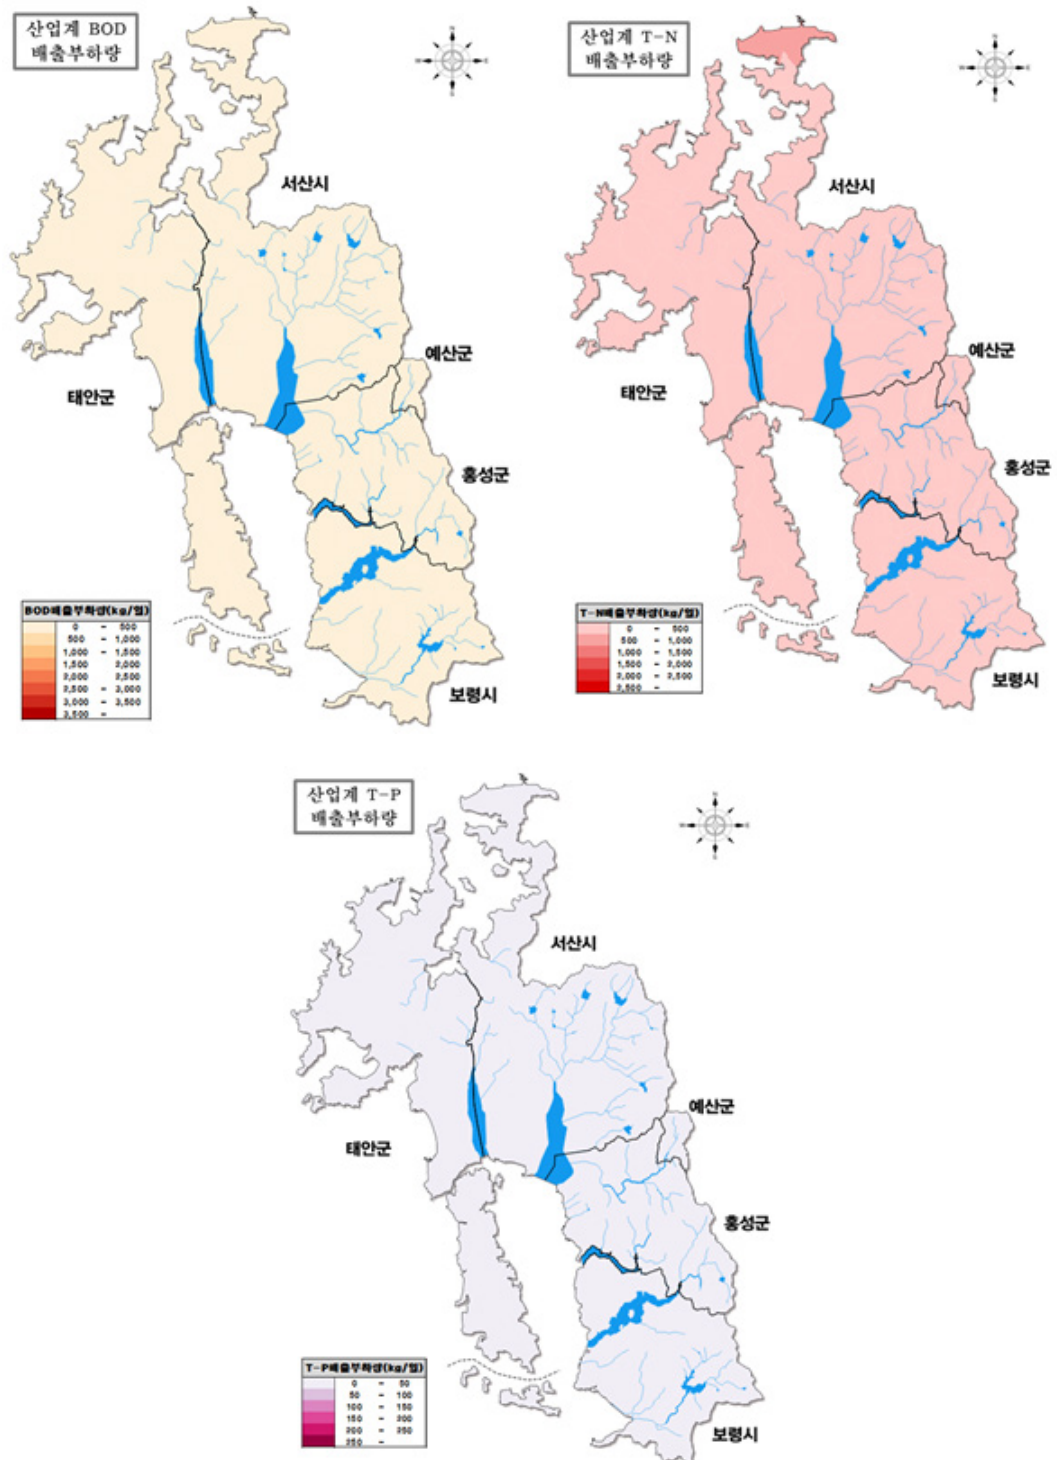 산업계 BOD
배출부하량
서산시
예산군
태안군
홍성군
보령시
BOD배출부하량(kg/일)
0 - 500
500 - 1,000
1,000 - 1,500
1,500 2,000
2,000 2,500
2,500 - 3,000
3,000 - 3,500
3,500 -
산업계 T-N
배출부하량
서산시
예산군
태안군
홍성군
보령시
T-N배출부하량(kg/일)
0 - 500
500 - 1,000
1,000 - 1,500
1,500 - 2,000
2,000 - 2,500
2,500 -
산업계 T-P
배출부하량
서산시
예산군
태안군
홍성군
보령시
T-P배출부하량(kg/일)
0 - 50
50 - 100
100 - 150
150 - 200
200 - 250
250 -